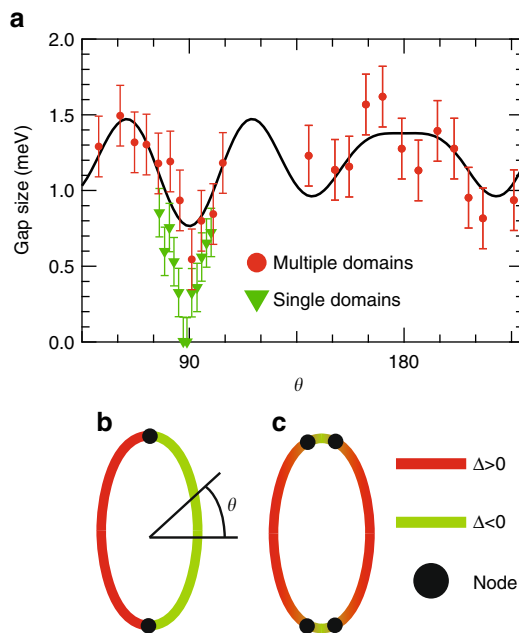 a
2.0
1.5
1.0
0.5
0.0
Gap size (meV)
Multiple domains
Single domains
90
180
θ
b
c
θ
Δ>0
Δ<0
Node